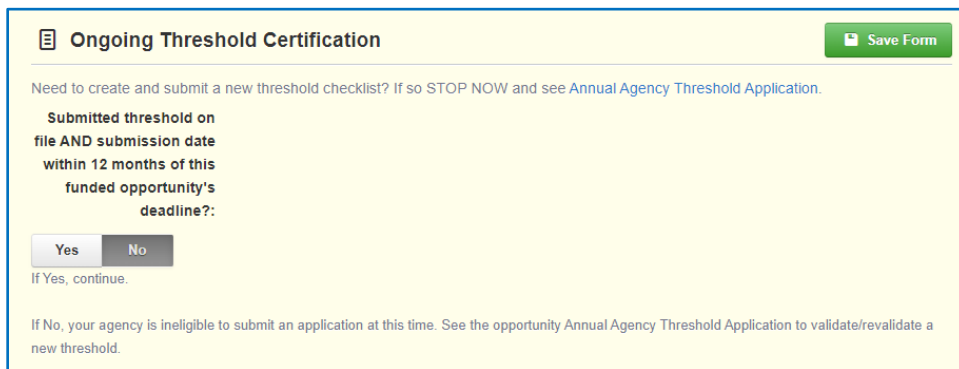 Ongoing Threshold Certification
Save Form
Need to create and submit a new threshold checklist? If so STOP NOW and see Annual Agency Threshold Application.
Submitted threshold on
file AND submission date
within 12 months of this
funded opportunity's
deadline?:
Yes No
If Yes, continue.
If No, your agency is ineligible to submit an application at this time. See the opportunity Annual Agency Threshold Application to validate/revalidate a
new threshold.